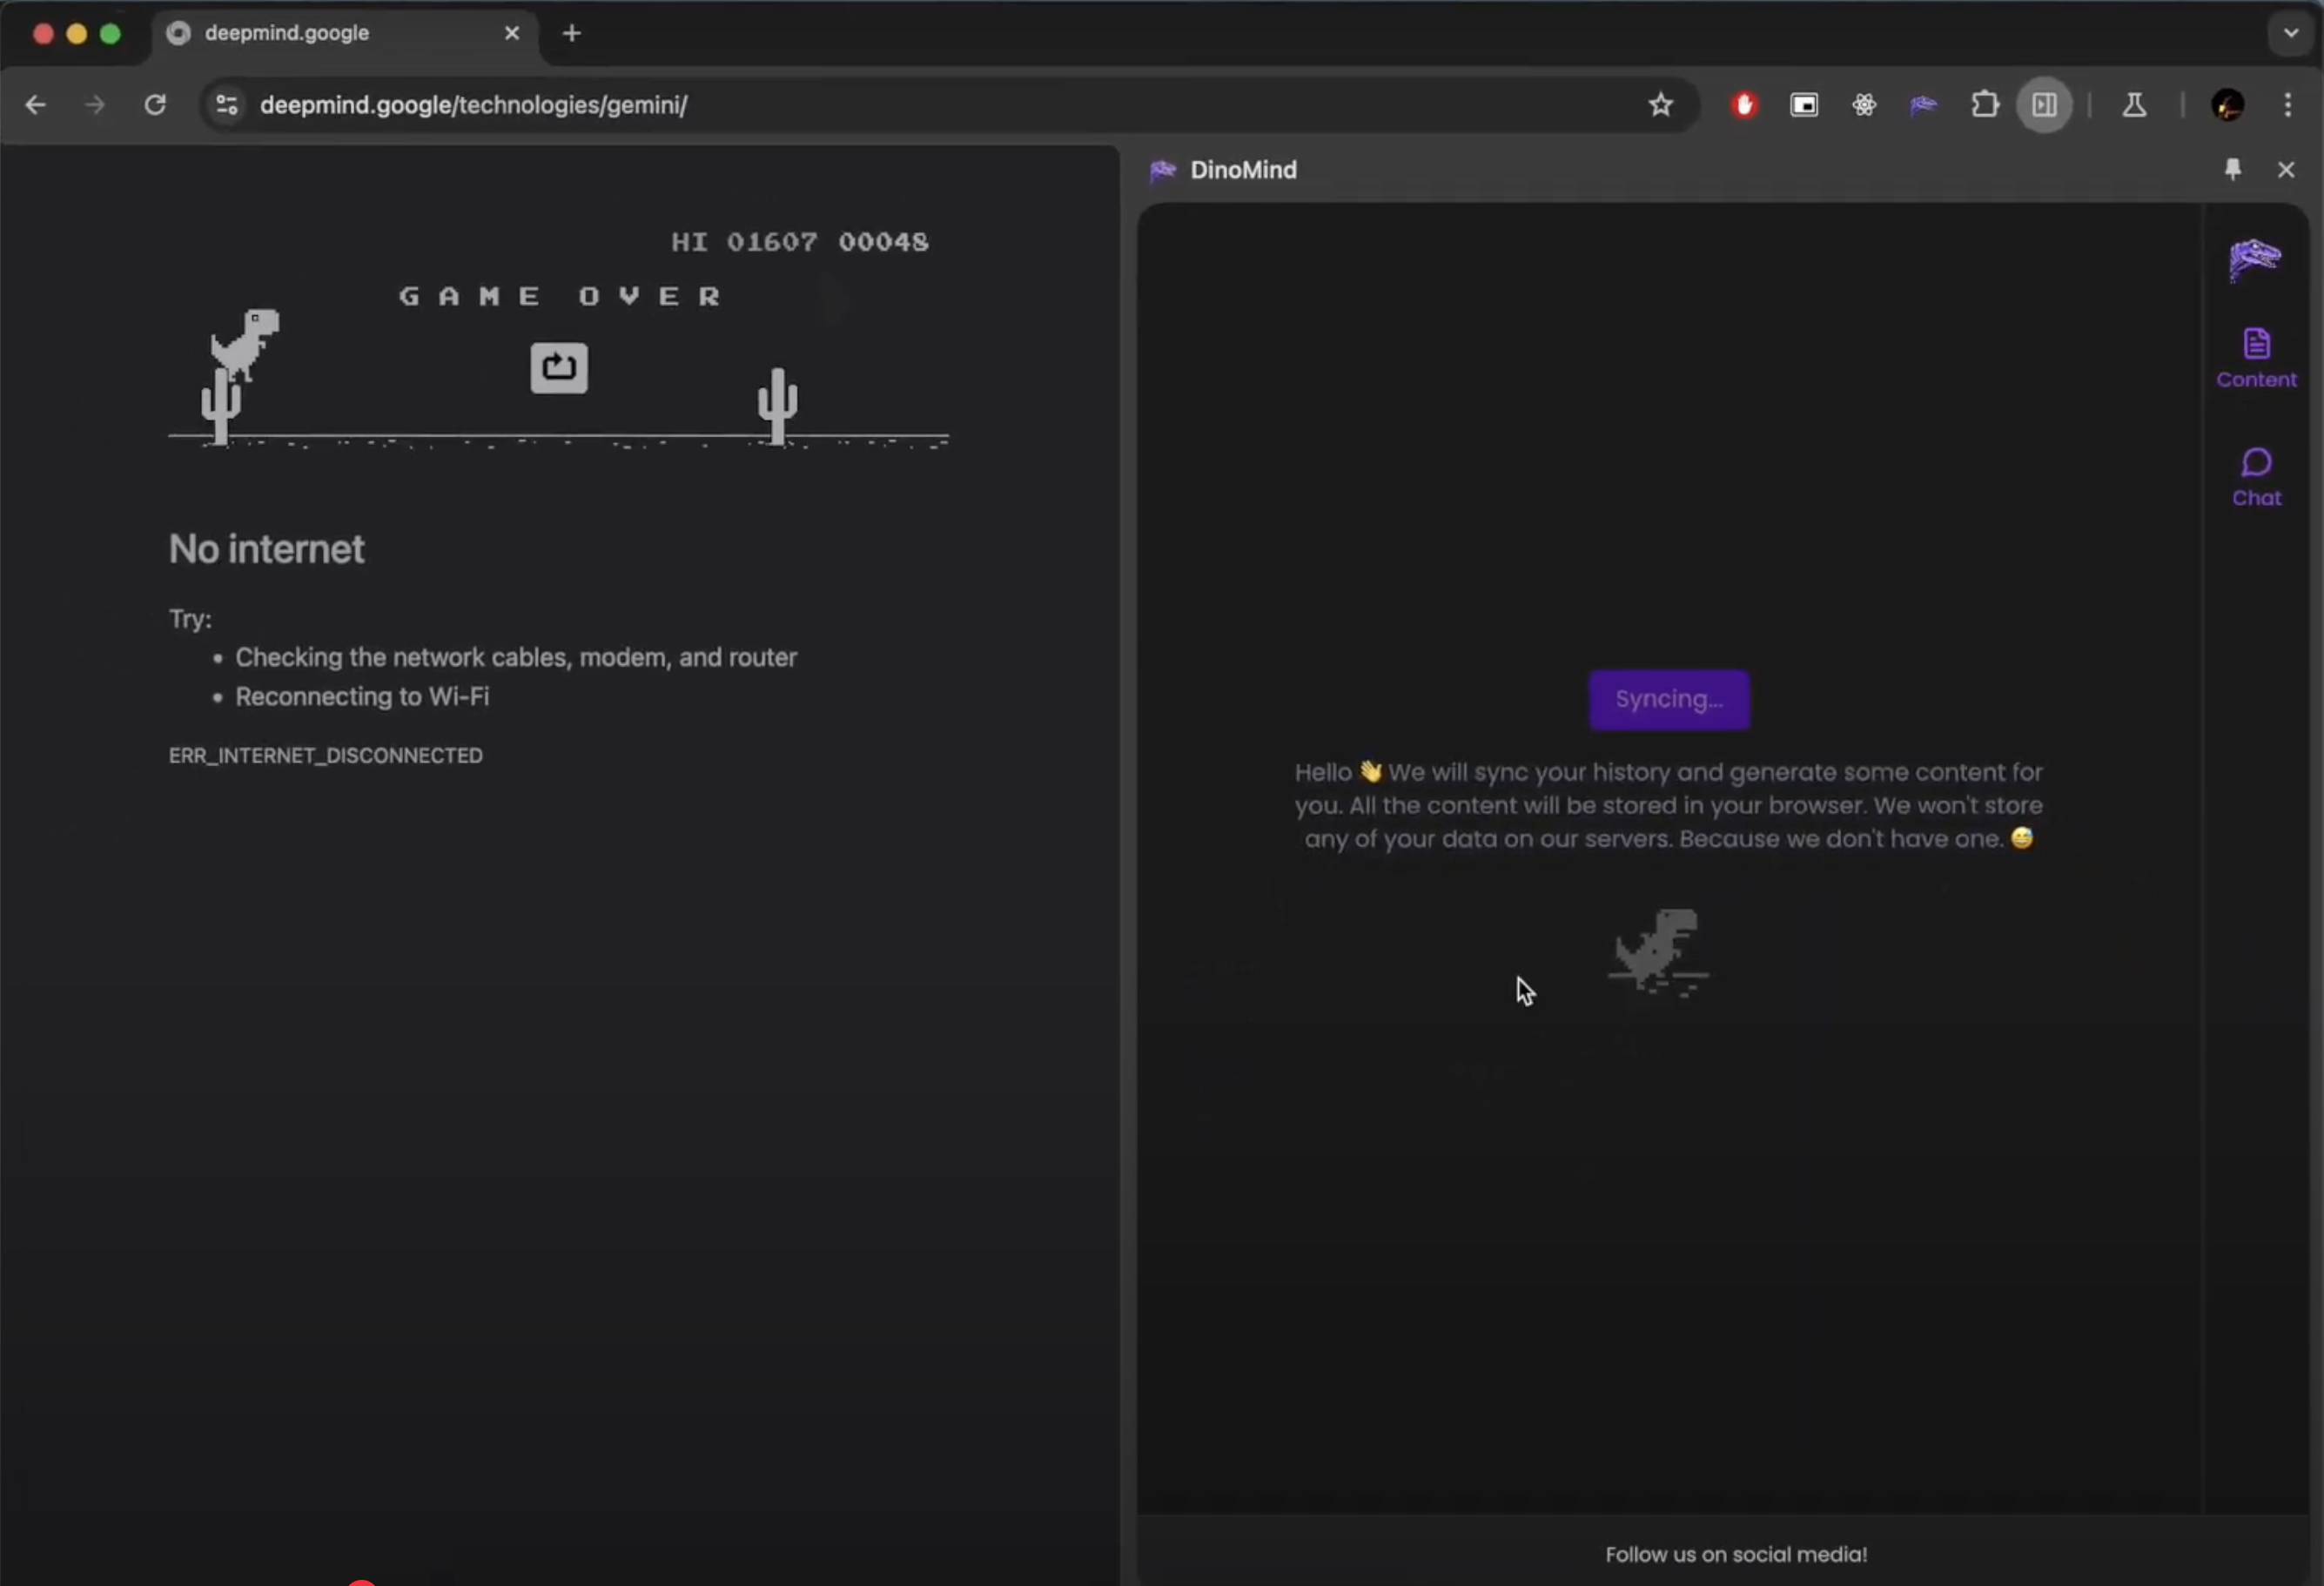 deepmind.google
deepmind.google/technologies/gemini/
HI 01607 00048
GAME OVER
No internet
Try:
Checking the network cables, modem, and router
Reconnecting to Wi-Fi
ERR_INTERNET_DISCONNECTED
DinoMind
Syncing...
Hello 👋 We will sync your history and generate some content for
you. All the content will be stored in your browser. We won't store
any of your data on our servers. Because we don't have one. 😅
Content
Chat
Follow us on social media!